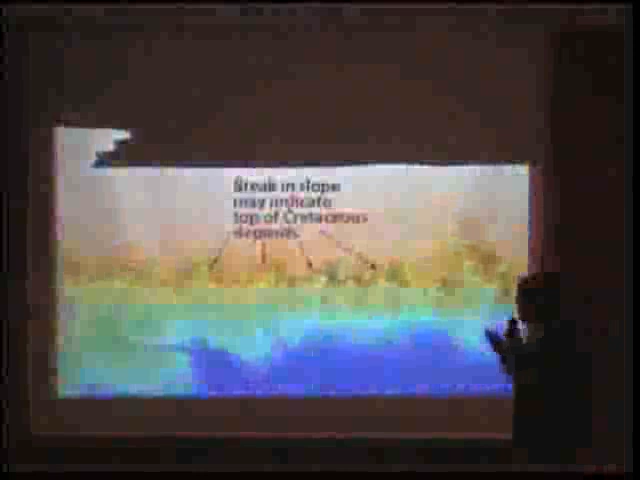 Break in slope
may indicate
top of Cretaceous
deposits